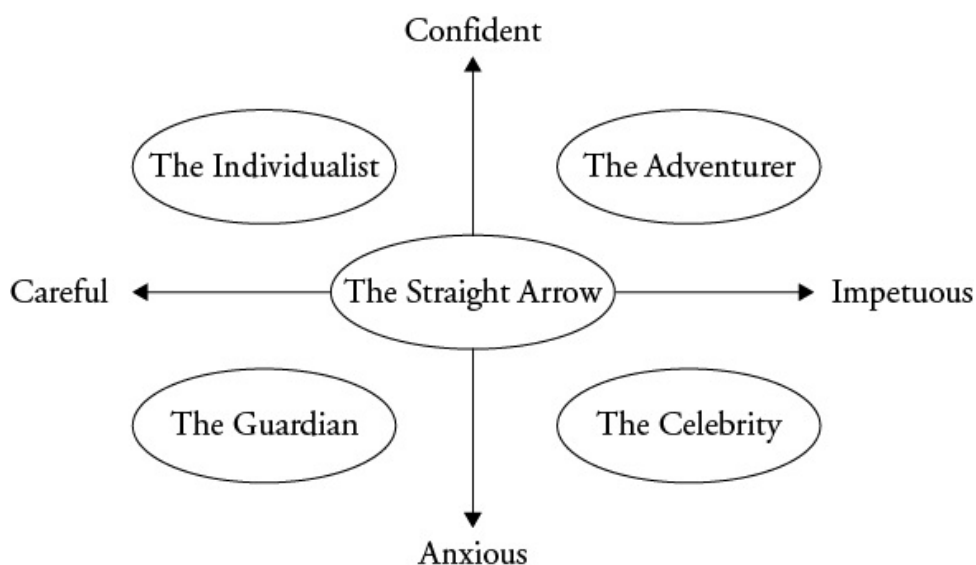 Confident
The Individualist
The Adventurer
Careful
The Straight Arrow
Impetuous
The Guardian
The Celebrity
Anxious